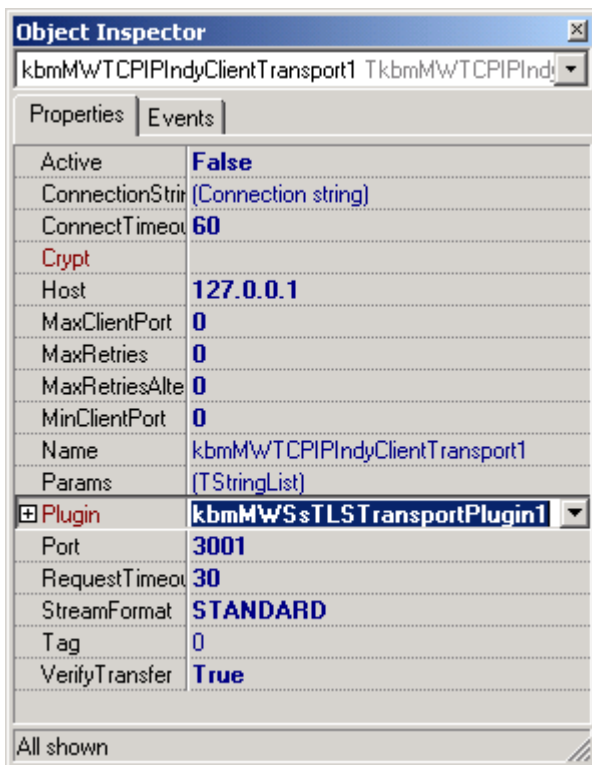 Object Inspector
kbmMWTCPIPIndyClientTransport1 TkbmMWTCPIPIndy
Properties Events
Active False
ConnectionStrin (Connection string)
ConnectTimeou 60
Crypt
Host 127.0.0.1
MaxClientPort 0
MaxRetries 0
MaxRetriesAlte 0
MinClientPort 0
Name kbmMWTCPIPIndyClientTransport1
Params (TStringList)
Plugin kbmMWSsTLSTransportPlugin1
Port 3001
RequestTimeou 30
StreamFormat STANDARD
Tag 0
VerifyTransfer True
All shown